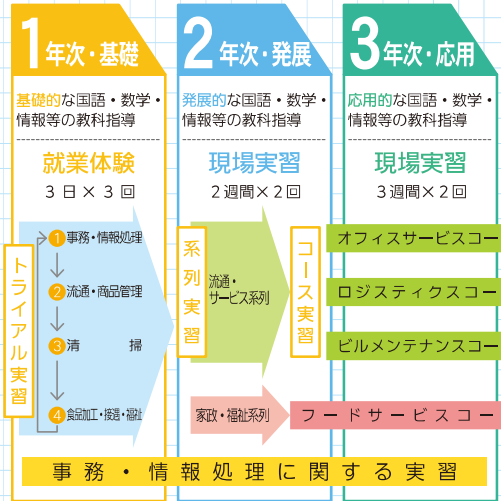 1年次・基礎
基礎的な国語・数学・
情報等の教科指導
就業体験
3日×3回
トライアル実習
1 事務・情報処理
2 流通・商品管理
3 清掃
4 食品加工・接遇・福祉
2年次・発展
発展的な国語・数学・
情報等の教科指導
現場実習
2週間×2回
系列実習
流通・
サービス系列
家政・福祉系列
3年次・応用
応用的な国語・数学・
情報等の教科指導
現場実習
3週間×2回
コース実習
オフィスサービスコー
ロジスティクスコー
ビルメンテナンスコー
フードサービスコー
事務・情報処理に関する実習